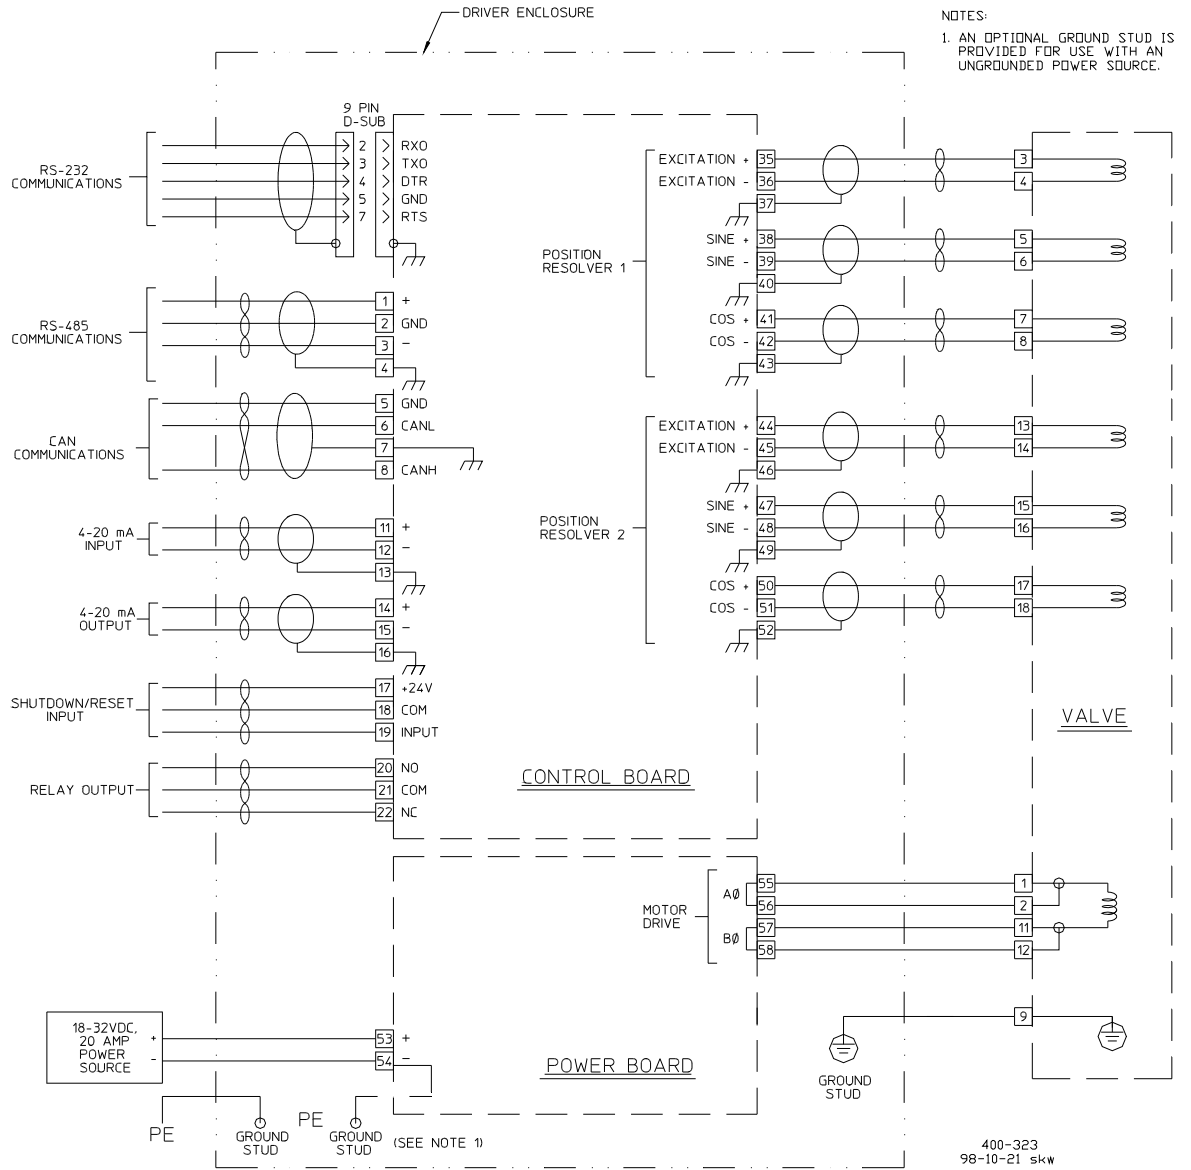 DRIVER ENCLOSURE
NOTES:
1. AN OPTIONAL GROUND STUD IS
PROVIDED FOR USE WITH AN
UNGROUNDED POWER SOURCE.
9 PIN
D-SUB
RS-232
COMMUNICATIONS
2 RXO
3 TXO
4 DTR
5 GND
7 RTS
RS-485
COMMUNICATIONS
1 +
2 GND
3 -
4
CAN
COMMUNICATIONS
5 GND
6 CANL
7
8 CANH
4-20 mA
INPUT
11 +
12 -
13
4-20 mA
OUTPUT
14 +
15 -
16
SHUTDOWN/RESET
INPUT
17 +24V
18 COM
19 INPUT
RELAY OUTPUT
20 NO
21 COM
22 NC
POSITION
RESOLVER 1
EXCITATION + 35 3
EXCITATION - 36 4
37
SINE + 38 5
SINE - 39 6
40
COS + 41 7
COS - 42 8
43
POSITION
RESOLVER 2
EXCITATION + 44 13
EXCITATION - 45 14
46
SINE + 47 15
SINE - 48 16
49
COS + 50 17
COS - 51 18
52
VALVE
CONTROL BOARD
MOTOR
DRIVE
AØ
BØ
55 1
56 2
57 11
58 12
9
GROUND
STUD
18-32VDC,
20 AMP +
POWER -
SOURCE
53 +
54 -
POWER BOARD
PE
GROUND
STUD
PE
GROUND
STUD
(SEE NOTE 1)
400-323
98-10-21 skw